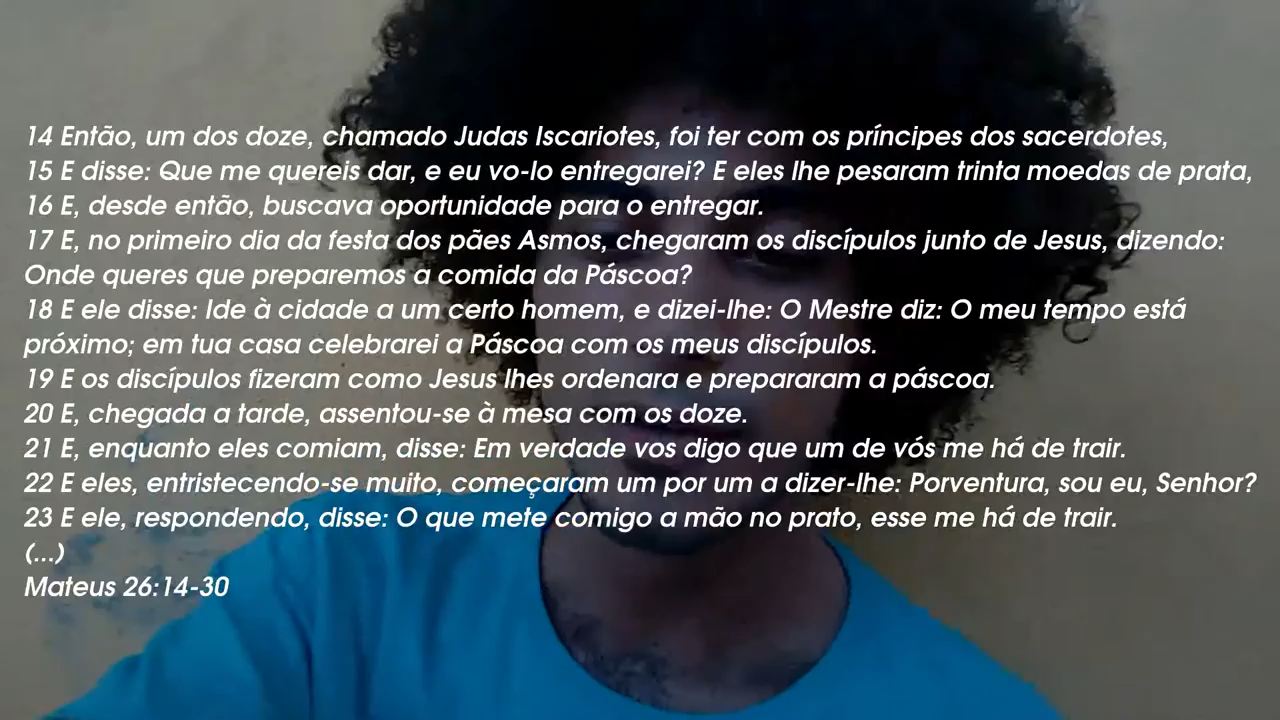 14 Então, um dos doze, chamado Judas Iscariotes, foi ter com os príncipes dos sacerdotes,
15 E disse: Que me quereis dar, e eu vo-lo entregarei? E eles lhe pesaram trinta moedas de prata,
16 E, desde então, buscava oportunidade para o entregar.
17 E, no primeiro dia da festa dos pães Asmos, chegaram os discípulos junto de Jesus, dizendo:
Onde queres que preparemos a comida da Páscoa?
18 E ele disse: Ide à cidade a um certo homem, e dizei-lhe: O Mestre diz: O meu tempo está
próximo; em tua casa celebrarei a Páscoa com os meus discípulos.
19 E os discípulos fizeram como Jesus lhes ordenara e prepararam a páscoa.
20 E, chegada a tarde, assentou-se à mesa com os doze.
21 E, enquanto eles comiam, disse: Em verdade vos digo que um de vós me há de trair.
22 E eles, entristecendo-se muito, começaram um por um a dizer-lhe: Porventura, sou eu, Senhor?
23 E ele, respondendo, disse: O que mete comigo a mão no prato, esse me há de trair.
(...)
Mateus 26:14-30